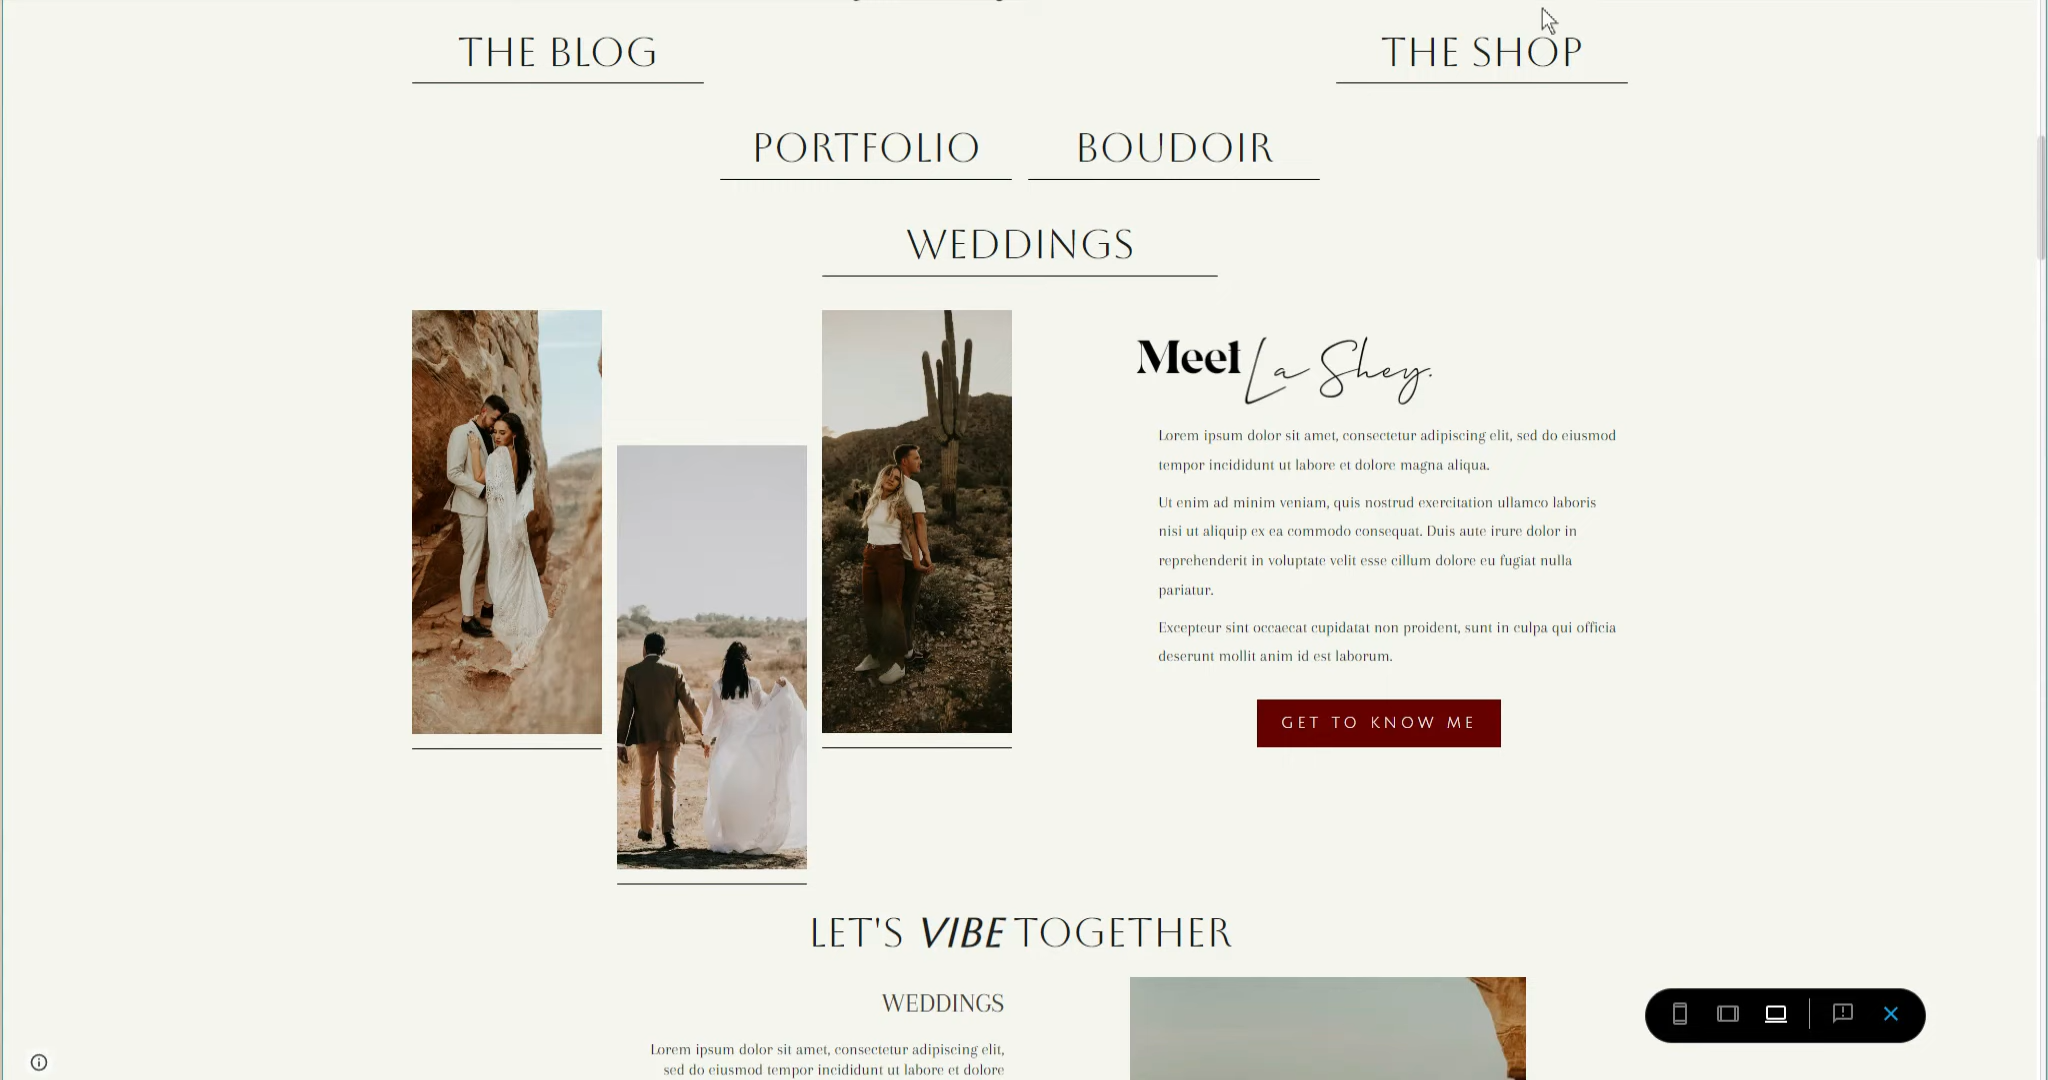 THE BLOG
THE SHOP
PORTFOLIO
BOUDOIR
WEDDINGS
Meet La Shey.
Lorem ipsum dolor sit amet, consectetur adipiscing elit, sed do eiusmod
tempor incididunt ut labore et dolore magna aliqua.
Ut enim ad minim veniam, quis nostrud exercitation ullamco laboris
nisi ut aliquip ex ea commodo consequat. Duis aute irure dolor in
reprehenderit in voluptate velit esse cillum dolore eu fugiat nulla
pariatur.
Excepteur sint occaecat cupidatat non proident, sunt in culpa qui officia
deserunt mollit anim id est laborum.
GET TO KNOW ME
LET'S VIBE TOGETHER
WEDDINGS
Lorem ipsum dolor sit amet, consectetur adipiscing elit,
sed do eiusmod tempor incididunt ut labore et dolore